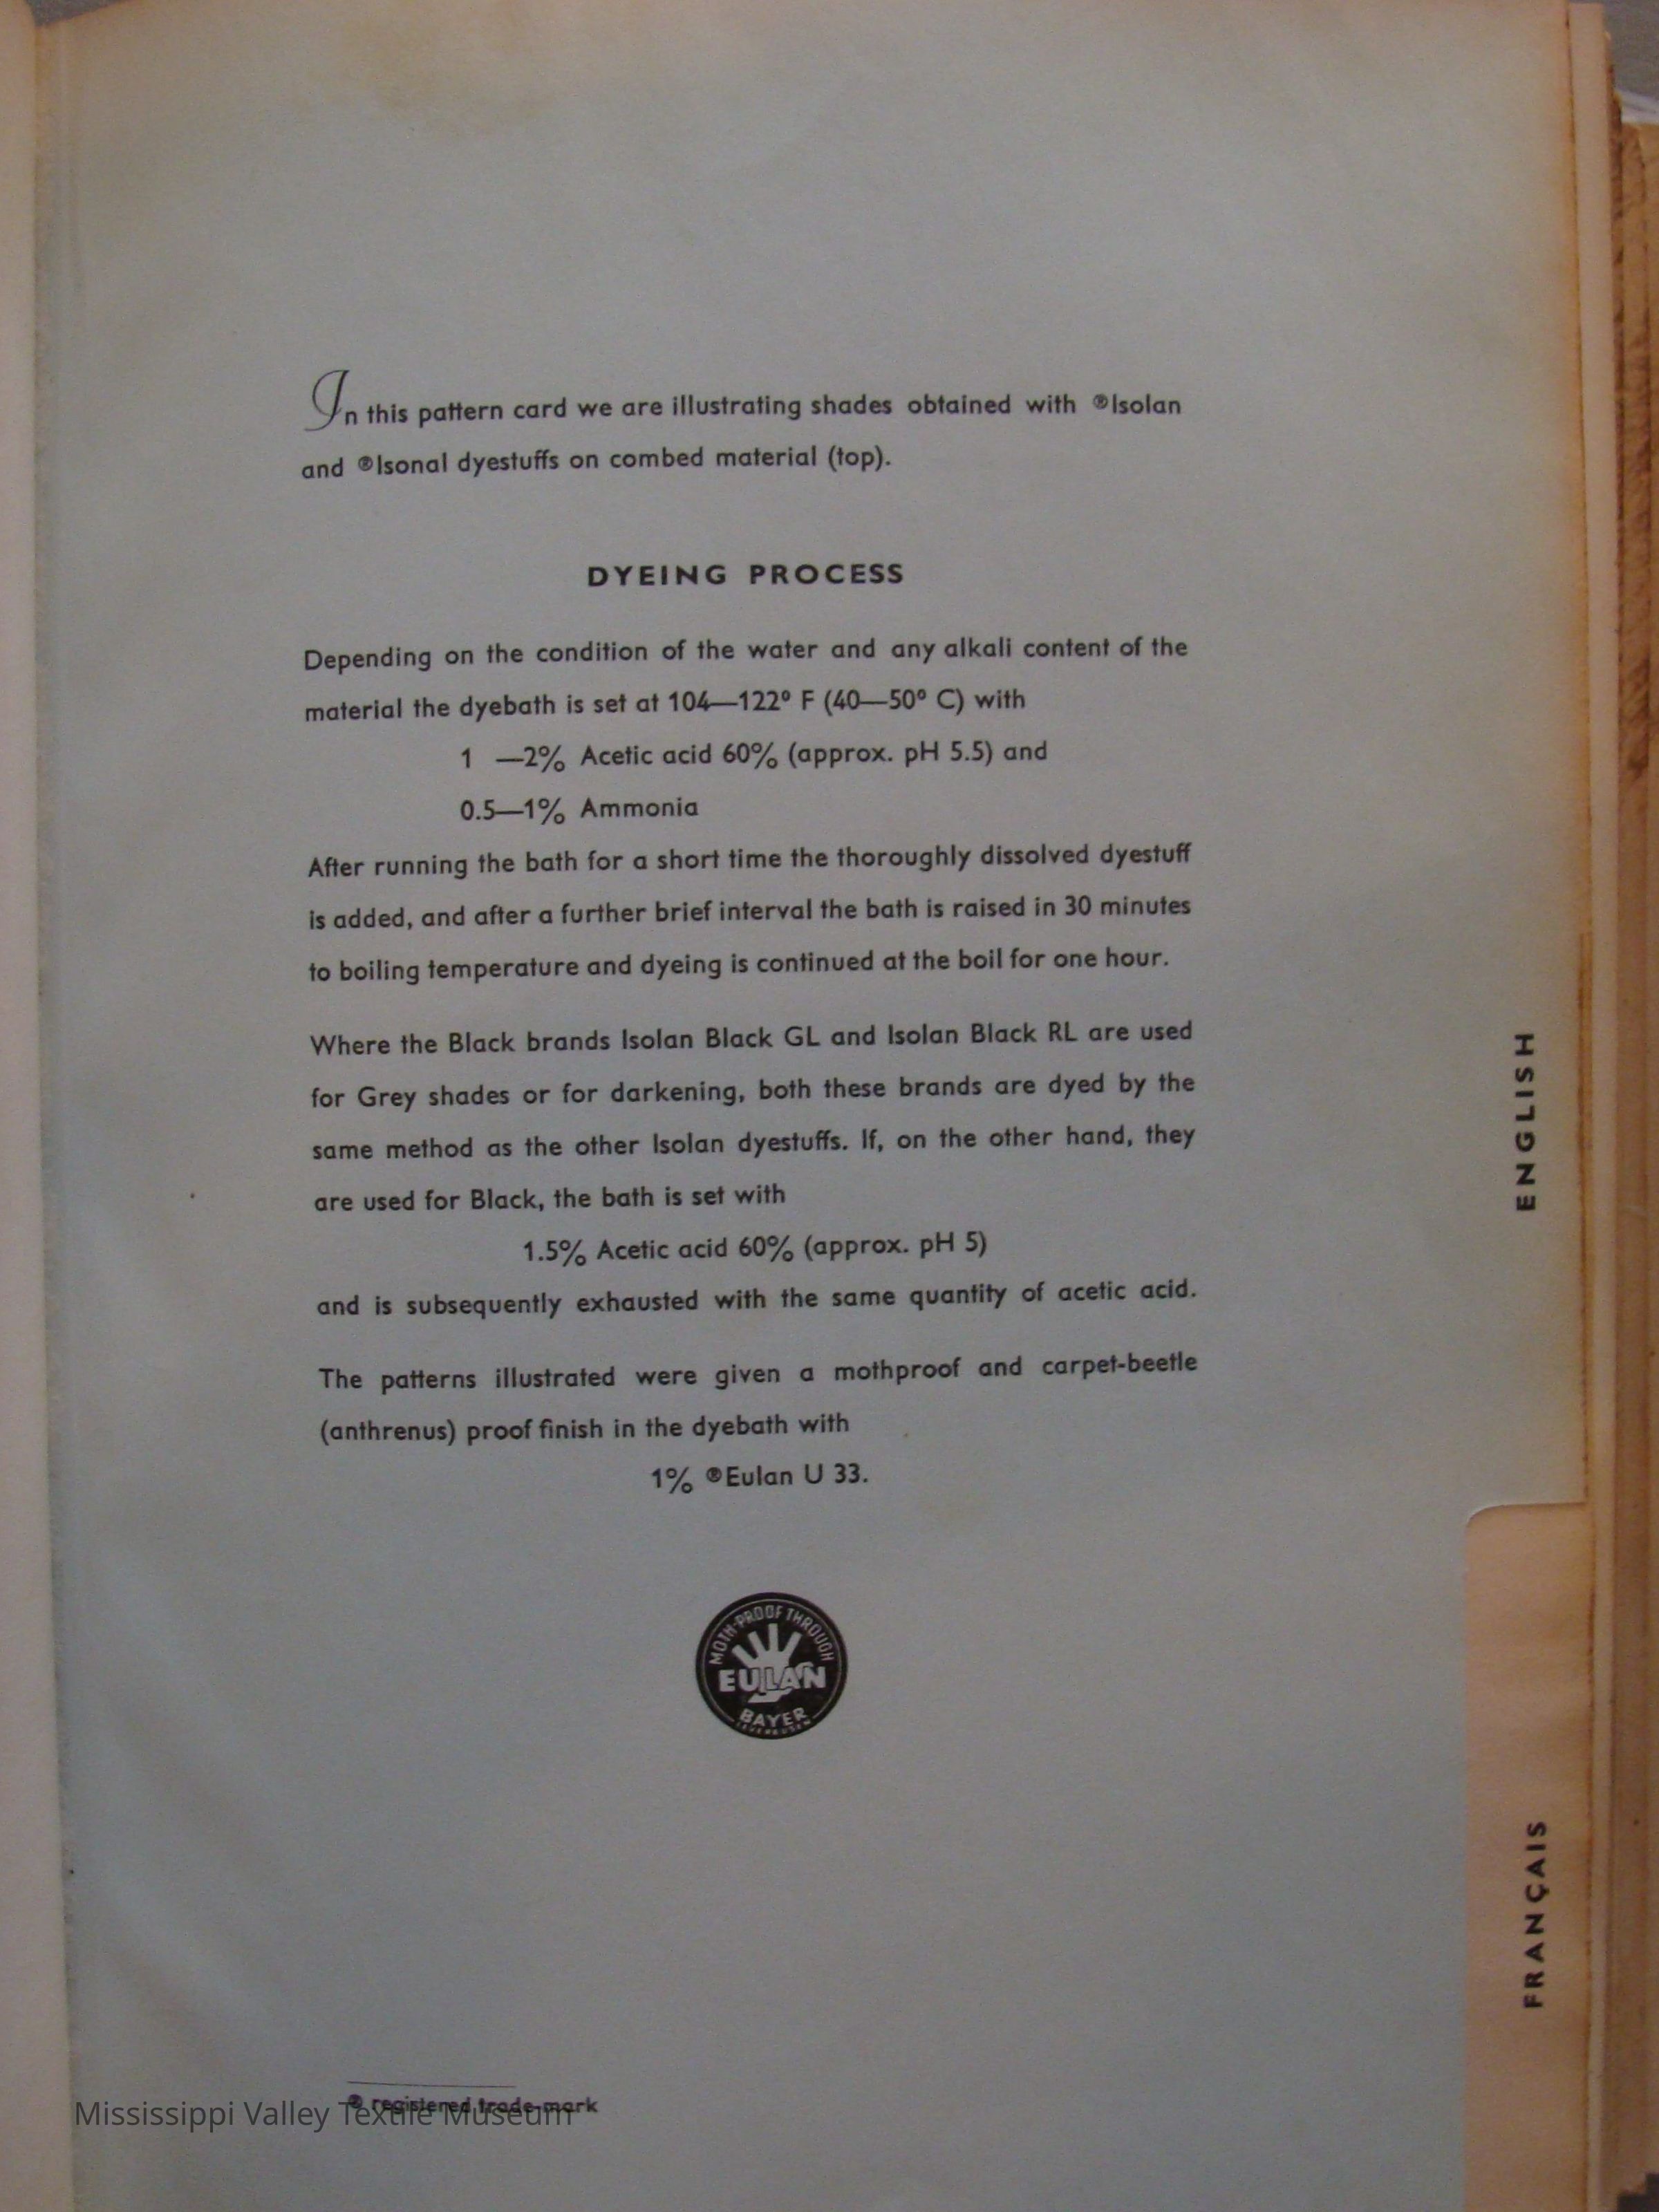 In this pattern card we are illustrating shades obtained with ®Isolan
and ®Isonal dyestuffs on combed material (top).
DYEING PROCESS
Depending on the condition of the water and any alkali content of the
material the dyebath is set at 104—122° F (40—50° C) with
1 —2% Acetic acid 60% (approx. pH 5.5) and
0.5—1% Ammonia
After running the bath for a short time the thoroughly dissolved dyestuff
is added, and after a further brief interval the bath is raised in 30 minutes
to boiling temperature and dyeing is continued at the boil for one hour.
Where the Black brands Isolan Black GL and Isolan Black RL are used
for Grey shades or for darkening, both these brands are dyed by the
same method as the other Isolan dyestuffs. If, on the other hand, they
are used for Black, the bath is set with
1.5% Acetic acid 60% (approx. pH 5)
and is subsequently exhausted with the same quantity of acetic acid.
The patterns illustrated were given a mothproof and carpet-beetle
(anthrenus) proof finish in the dyebath with
1% ®Eulan U 33.
MOTH-PROOF THROUGH
EULAN
BAYER
LEVERKUSEN
® registered trade-mark
Mississippi Valley Textile Museum
ENGLISH
FRANÇAIS